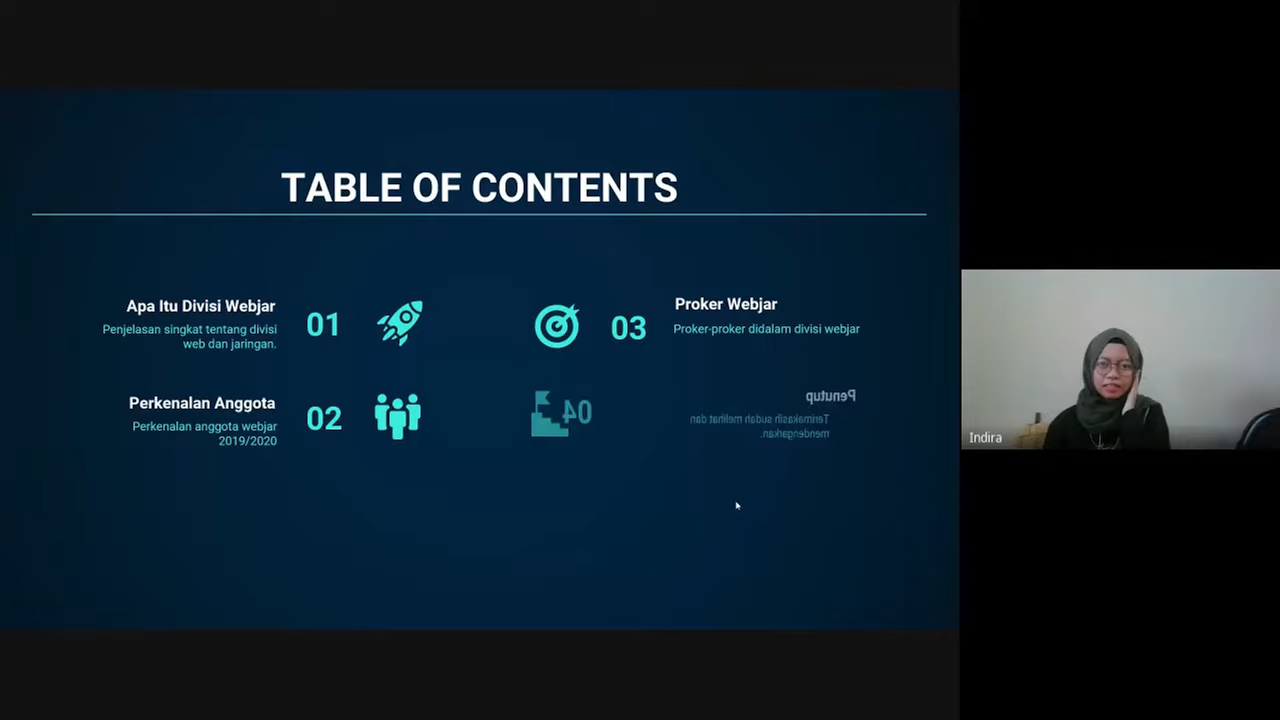 TABLE OF CONTENTS
Apa Itu Divisi Webjar
Penjelasan singkat tentang divisi
web dan jaringan.
01
03
Proker Webjar
Proker-proker didalam divisi webjar
Perkenalan Anggota
Perkenalan anggota webjar
2019/2020
02
04
Penutup
Terimakasih sudah melihat dan
mendengarkan.
Indira